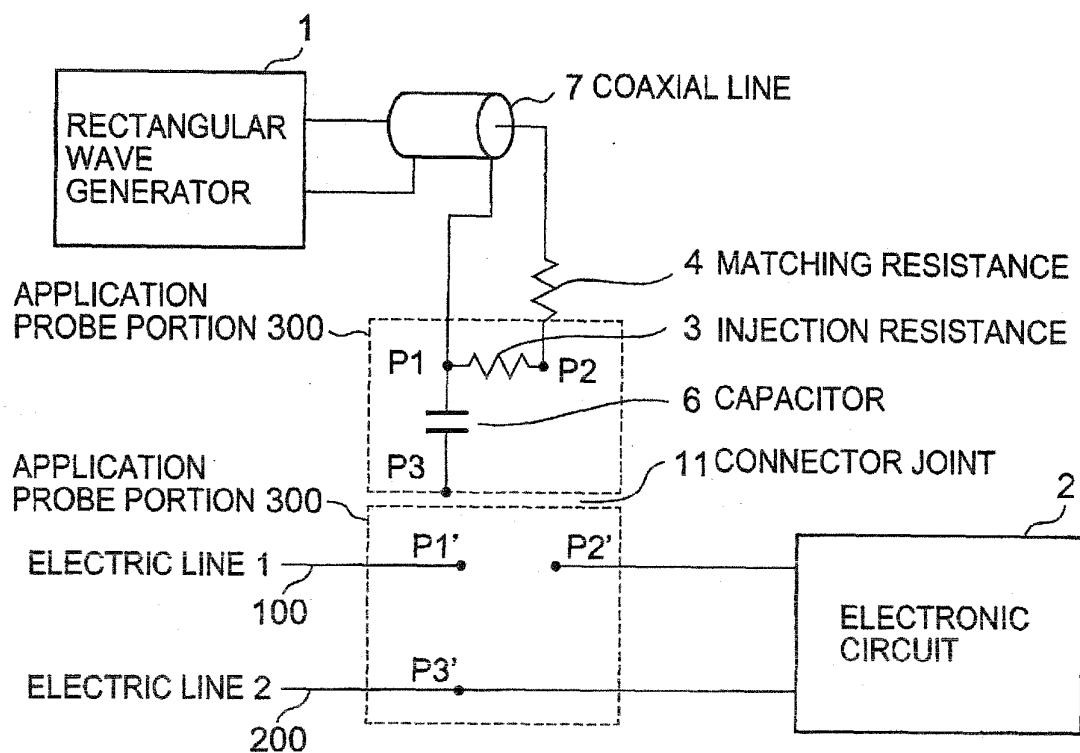 1
RECTANGULAR
WAVE
GENERATOR
7 COAXIAL LINE
4 MATCHING RESISTANCE
APPLICATION
PROBE PORTION 300
3 INJECTION RESISTANCE
P1
P2
6 CAPACITOR
P3
11 CONNECTOR JOINT
APPLICATION
PROBE PORTION 300
2
P1'
P2'
ELECTRIC LINE 1
100
ELECTRONIC
CIRCUIT
P3'
ELECTRIC LINE 2
200